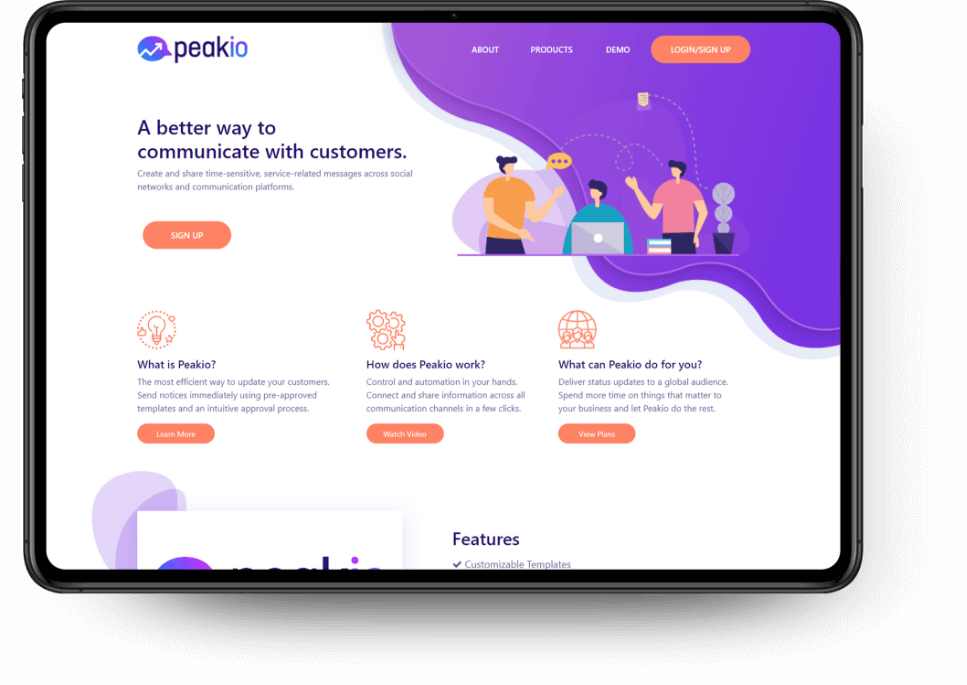 peakio
ABOUT PRODUCTS DEMO LOGIN/SIGN UP
A better way to
communicate with customers.
Create and share time-sensitive, service-related messages across social
networks and communication platforms.
SIGN UP
What is Peakio?
The most efficient way to update your customers.
Send notices immediately using pre-approved
templates and an intuitive approval process.
Learn More
How does Peakio work?
Control and automation in your hands.
Connect and share information across all
communication channels in a few clicks.
Watch Video
What can Peakio do for you?
Deliver status updates to a global audience.
Spend more time on things that matter to
your business and let Peakio do the rest.
View Plans
peakio
Features
Customizable Templates